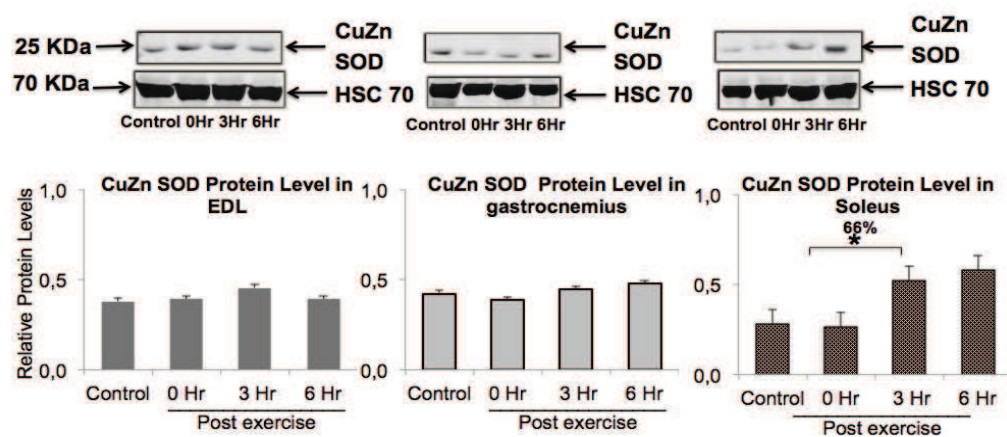 25 KDa
CuZn
SOD
70 KDa
HSC 70
Control 0Hr 3Hr 6Hr
CuZn
SOD
HSC 70
Control 0Hr 3Hr 6Hr
CuZn
SOD
HSC 70
Control 0Hr 3Hr 6Hr
CuZn SOD Protein Level in
EDL
Relative Protein Levels
1,0
0,5
0,0
Control 0 Hr 3 Hr 6 Hr
Post exercise
CuZn SOD Protein Level in
gastrocnemius
1,0
0,5
0,0
Control 0 Hr 3 Hr 6 Hr
Post exercise
CuZn SOD Protein Level in
Soleus
66%
*
1,0
0,5
0,0
Control 0 Hr 3 Hr 6 Hr
Post exercise